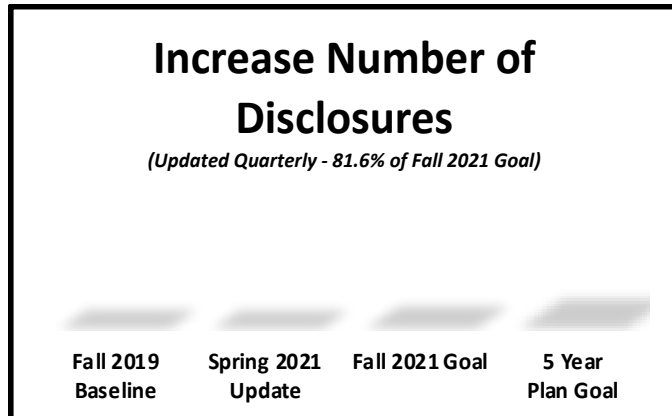 Increase Number of
Disclosures
(Updated Quarterly - 81.6% of Fall 2021 Goal)
Fall 2019 Baseline
Spring 2021 Update
Fall 2021 Goal
5 Year Plan Goal